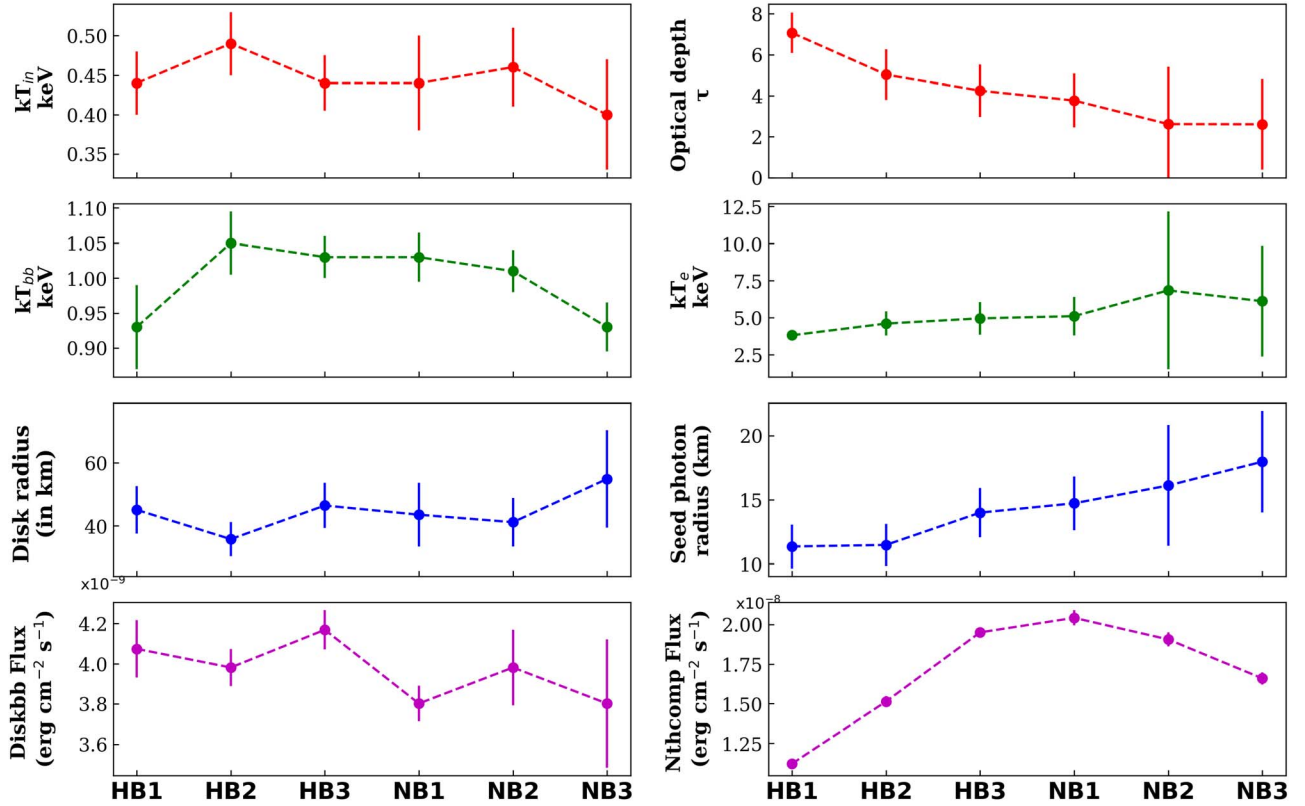 kT_in
keV
0.50
0.45
0.40
0.35
Optical depth
τ
8
6
4
2
0
kT_bb
keV
1.10
1.05
1.00
0.95
0.90
kT_e
keV
12.5
10.0
7.5
5.0
2.5
Disk radius
(in km)
60
40
Seed photon
radius (km)
20
15
10
x10⁻⁹
Diskbb Flux
(erg cm⁻² s⁻¹)
4.2
4.0
3.8
3.6
x10⁻⁸
Nthcomp Flux
(erg cm⁻² s⁻¹)
2.00
1.75
1.50
1.25
HB1 HB2 HB3 NB1 NB2 NB3
HB1 HB2 HB3 NB1 NB2 NB3